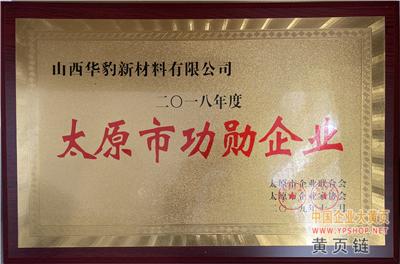 山西华豹新材料有限公司
二〇一八年度
太原市功勋企业
太原市企业联合会
中国企业大黄页
WWW.YPSHOP.NET
黄页链